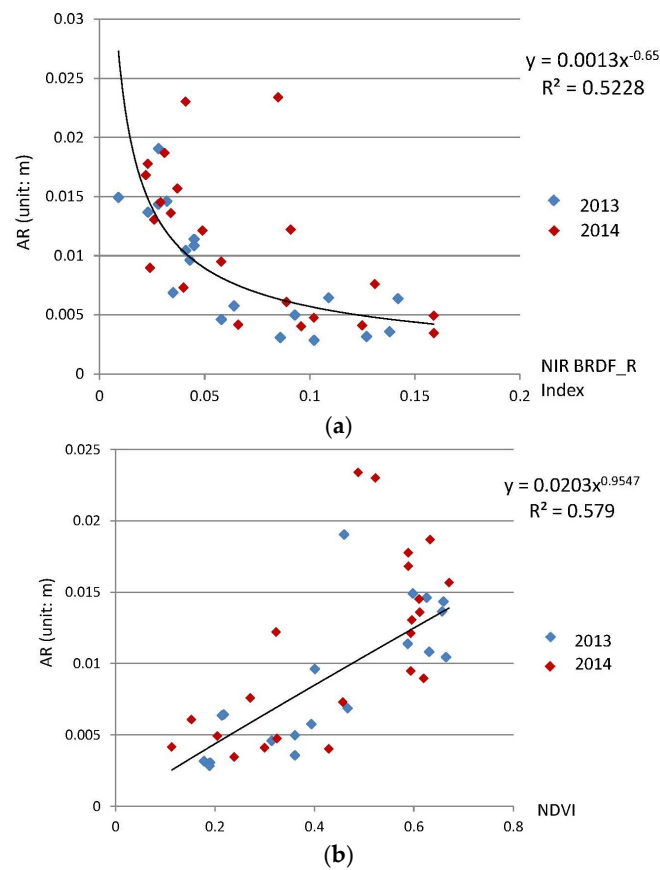 0.03
0.025
0.02
0.015
0.01
0.005
0
AR (unit: m)
y = 0.0013x^-0.65
R² = 0.5228
2013
2014
0 0.05 0.1 0.15 0.2
NIR BRDF_R
Index
(a)
0.025
0.02
0.015
0.01
0.005
0
AR (unit: m)
y = 0.0203x^0.9547
R² = 0.579
2013
2014
0 0.2 0.4 0.6 0.8
NDVI
(b)